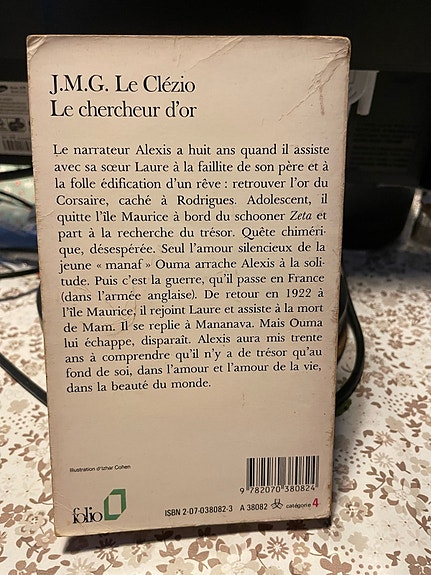 J.M.G. Le Clézio
Le chercheur d'or
Le narrateur Alexis a huit ans quand il assiste
avec sa sœur Laure à la faillite de son père et à
la folle édification d'un rêve : retrouver l'or du
Corsaire, caché à Rodrigues. Adolescent, il
quitte l'île Maurice à bord du schooner Zeta et
part à la recherche du trésor. Quête chiméri-
que, désespérée. Seul l'amour silencieux de la
jeune « manaf » Ouma arrache Alexis à la soli-
tude. Puis c'est la guerre, qu'il passe en France
(dans l'armée anglaise). De retour en 1922 à
l'île Maurice, il rejoint Laure et assiste à la mort
de Mam. Il se replie à Mananava. Mais Ouma
lui échappe, disparaît. Alexis aura mis trente
ans à comprendre qu'il n'y a de trésor qu'au
fond de soi, dans l'amour et l'amour de la vie,
dans la beauté du monde.
Illustration d'Izhar Cohen
9 782070 380824
folio
ISBN 2-07-038082-3 A 38082 catégorie 4